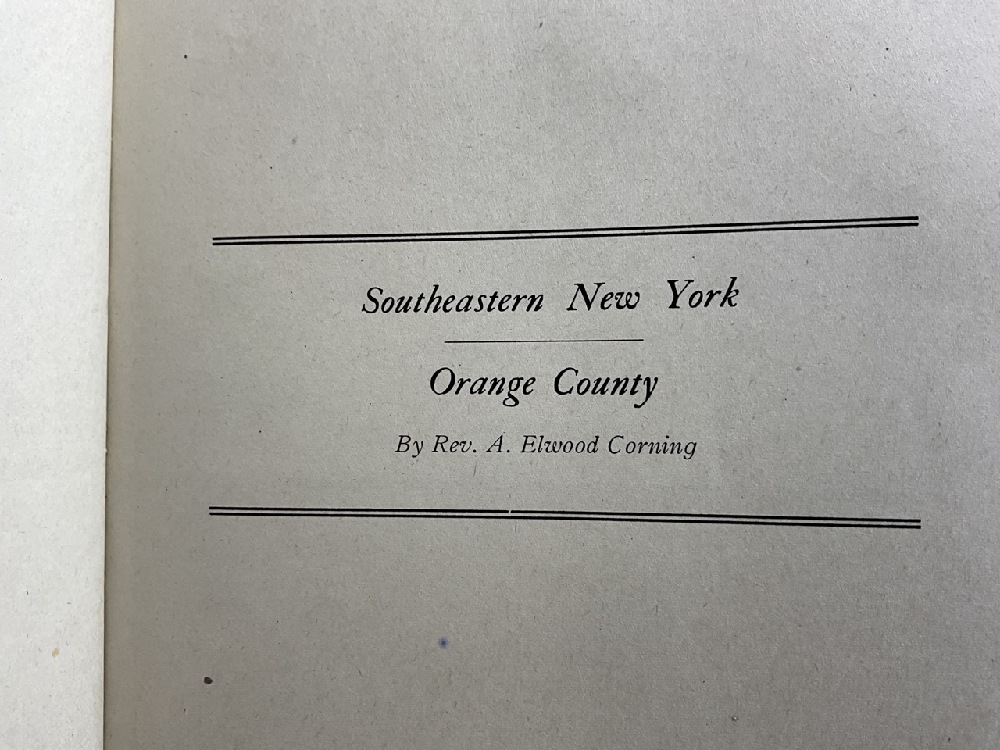 Southeastern New York
Orange County
By Rev. A. Elwood Corning